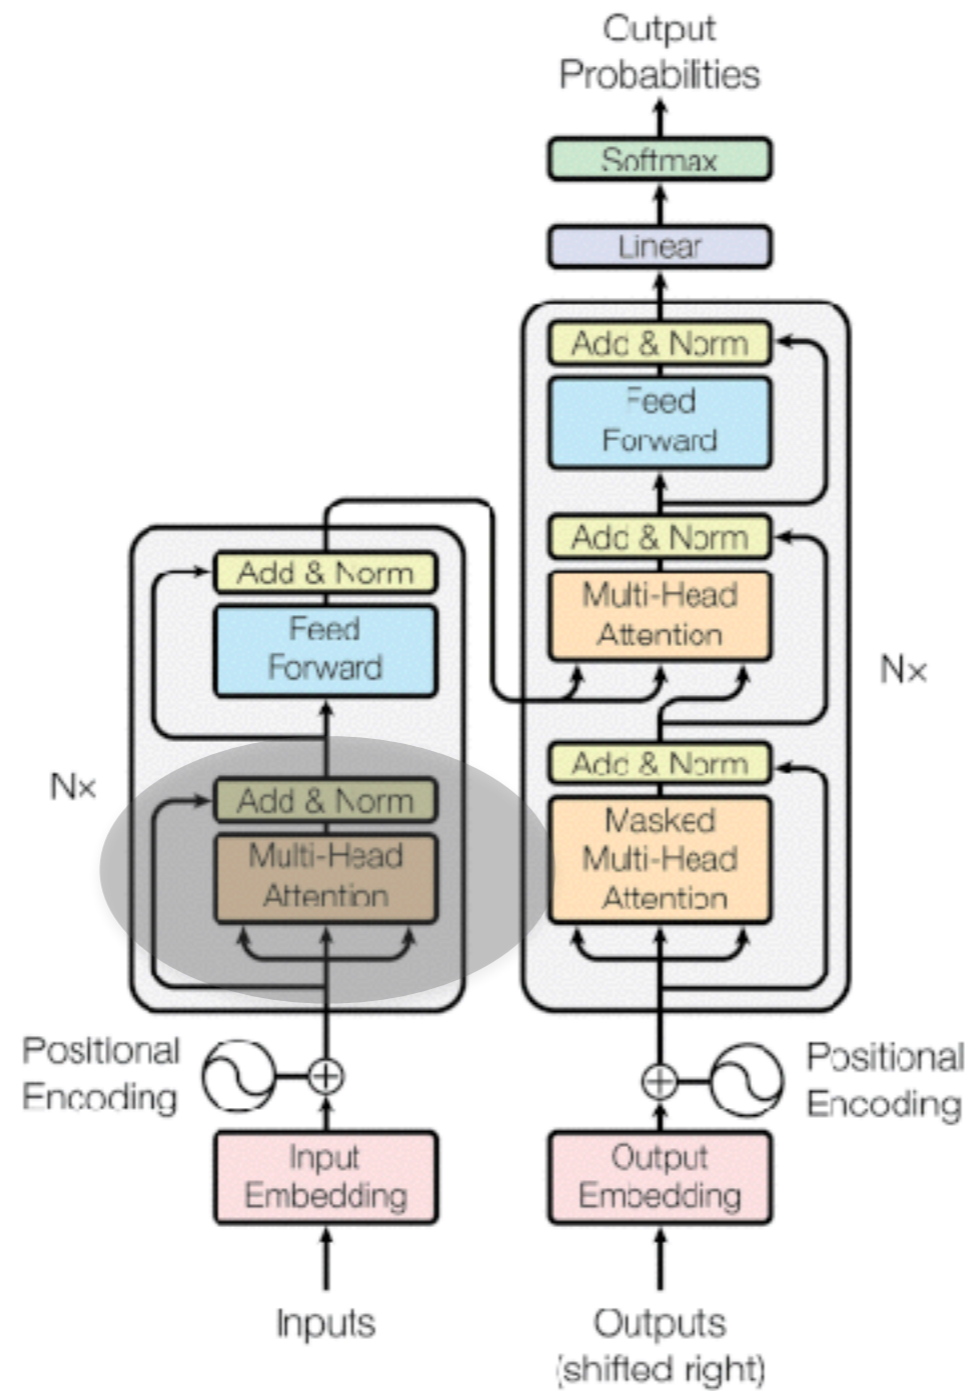 Output
Probabilities
Softmax
Linear
Add & Norm
Feed
Forward
Add & Norm
Multi-Head
Attention
Add & Norm
Masked
Multi-Head
Attention
Nx
Add & Norm
Feed
Forward
Add & Norm
Multi-Head
Attention
Nx
Positional
Encoding
Positional
Encoding
Input
Embedding
Output
Embedding
Inputs
Outputs
(shifted right)